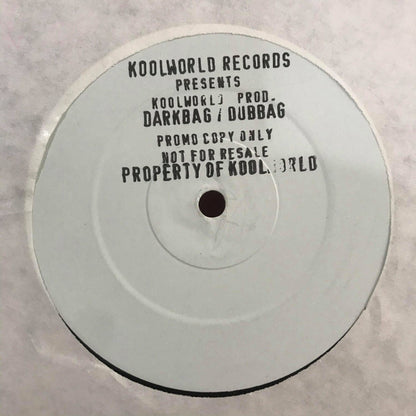 KOOLWORLD RECORDS
PRESENTS
KOOLWORLD PROD.
DARKBAG / DUBBAG
PROMO COPY ONLY
NOT FOR RESALE
PROPERTY OF KOOLWORLD